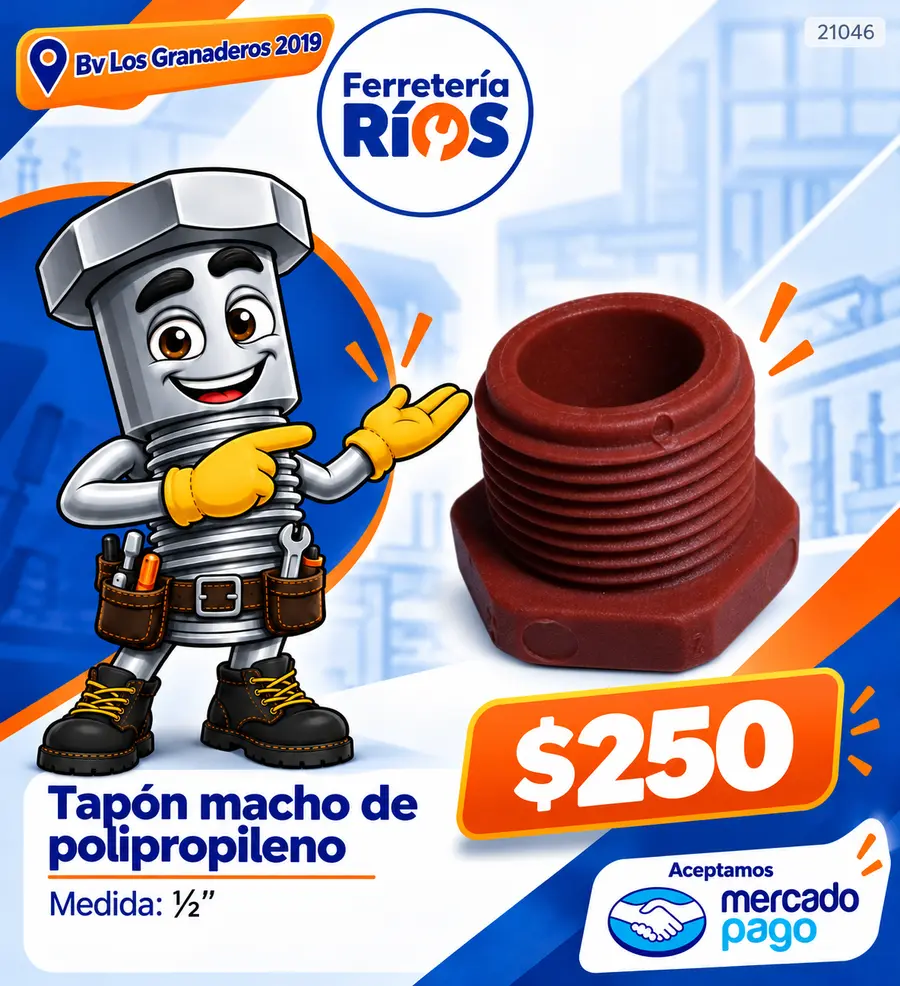 Bv Los Granaderos 2019
Ferretería
RÍOS
21046
$250
Tapón macho de
polipropileno
Medida: ½”
Aceptamos
mercado
pago